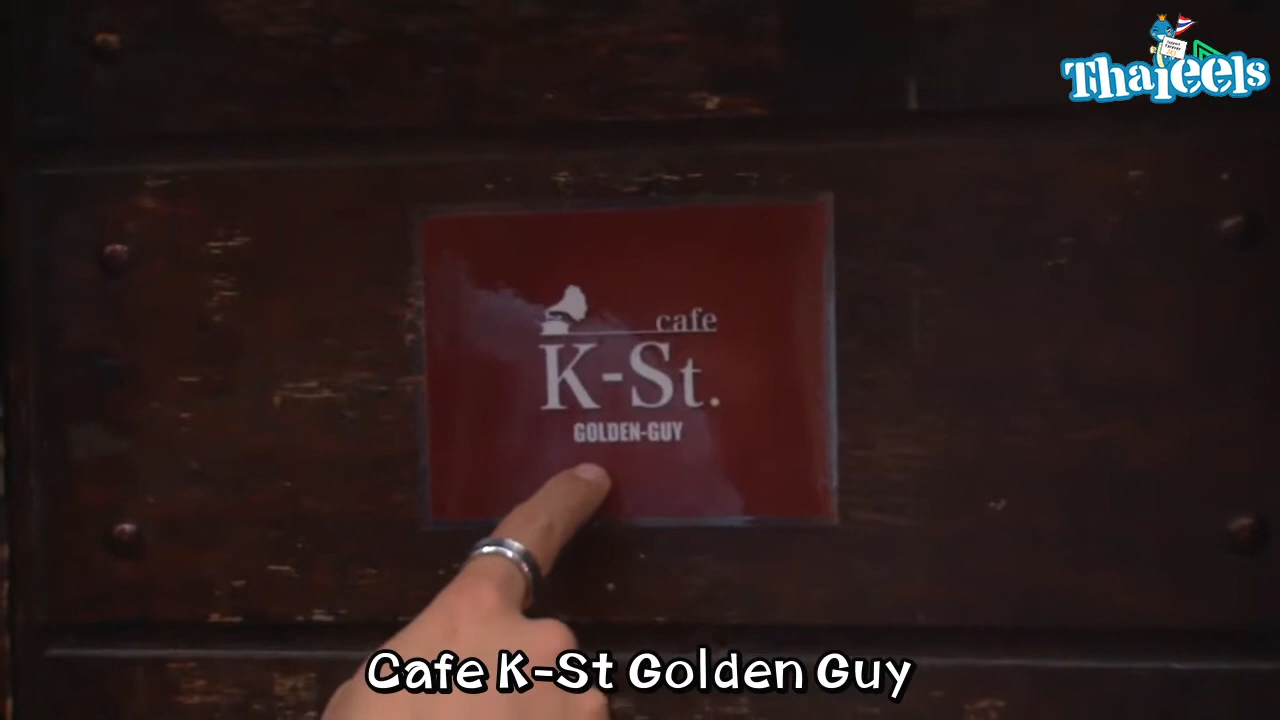 Thaieels
cafe
K-St.
GOLDEN-GUY
Cafe K-St Golden Guy